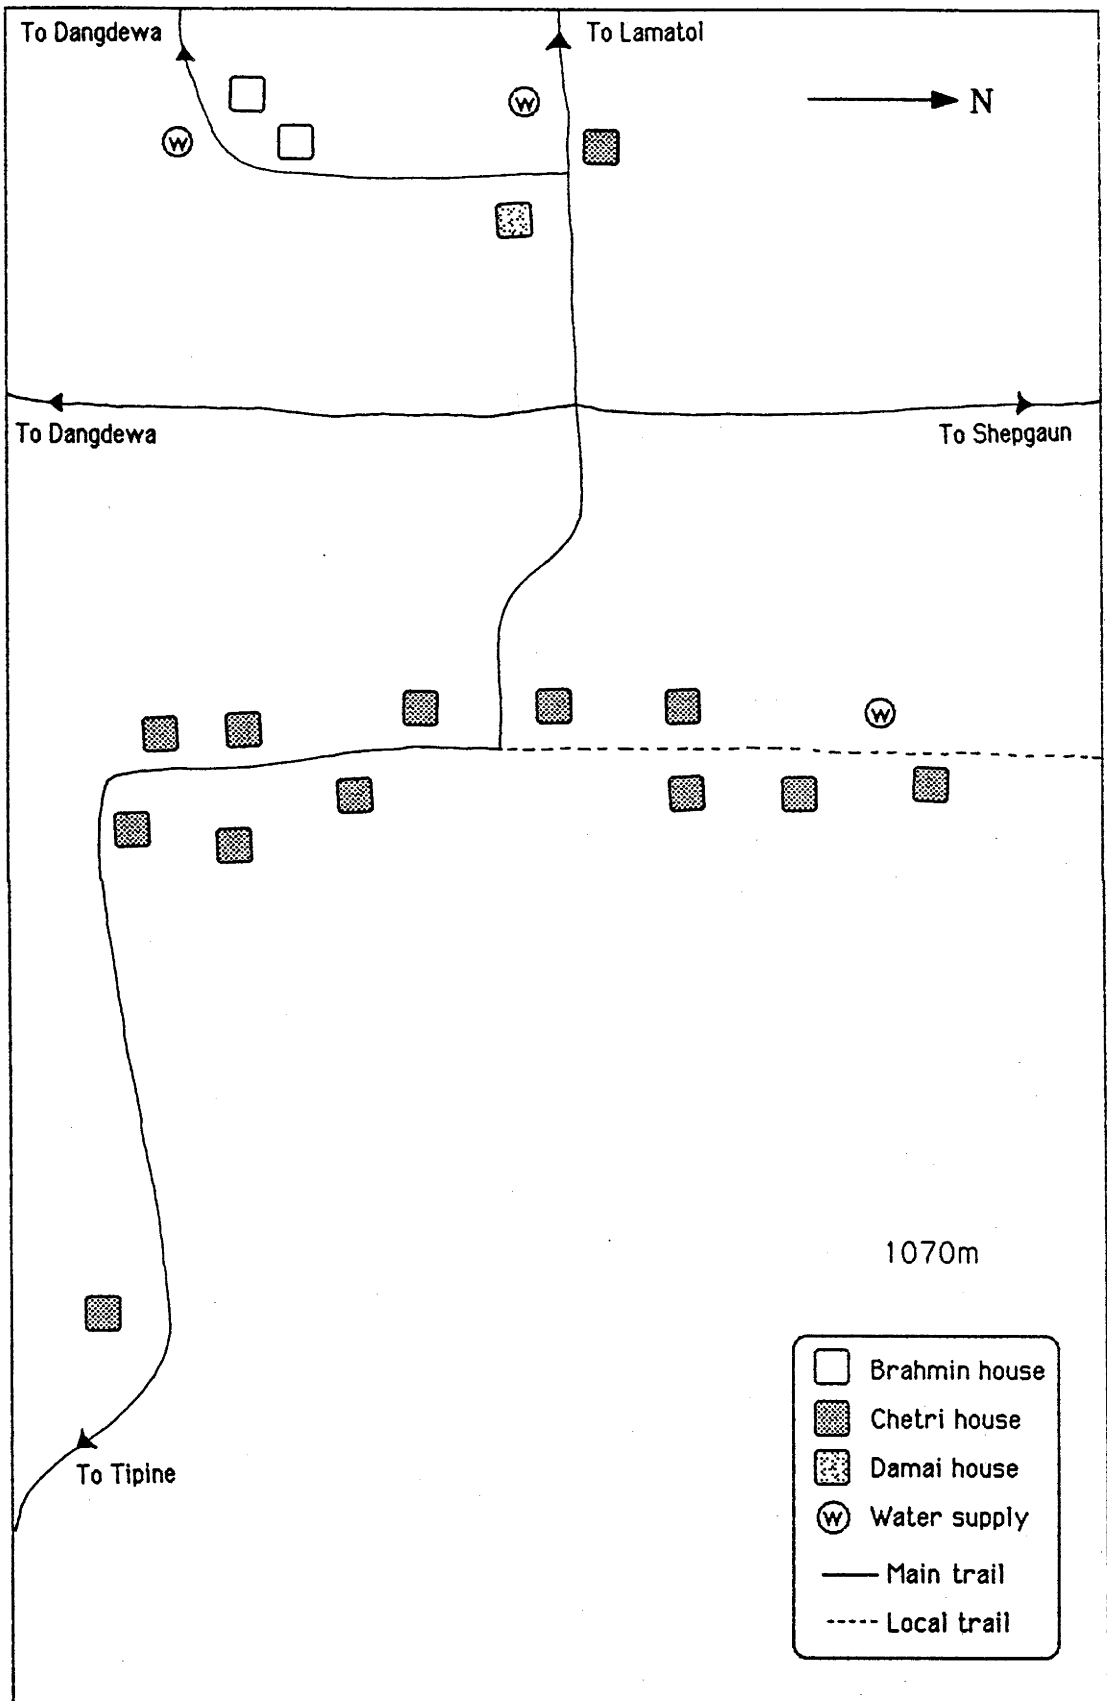 To Dangdewa
To Lamatol
W
N
W
To Dangdewa
To Shepgaun
W
1070m
Brahmin house
Chetri house
To Tipine
Damai house
W Water supply
Main trail
Local trail